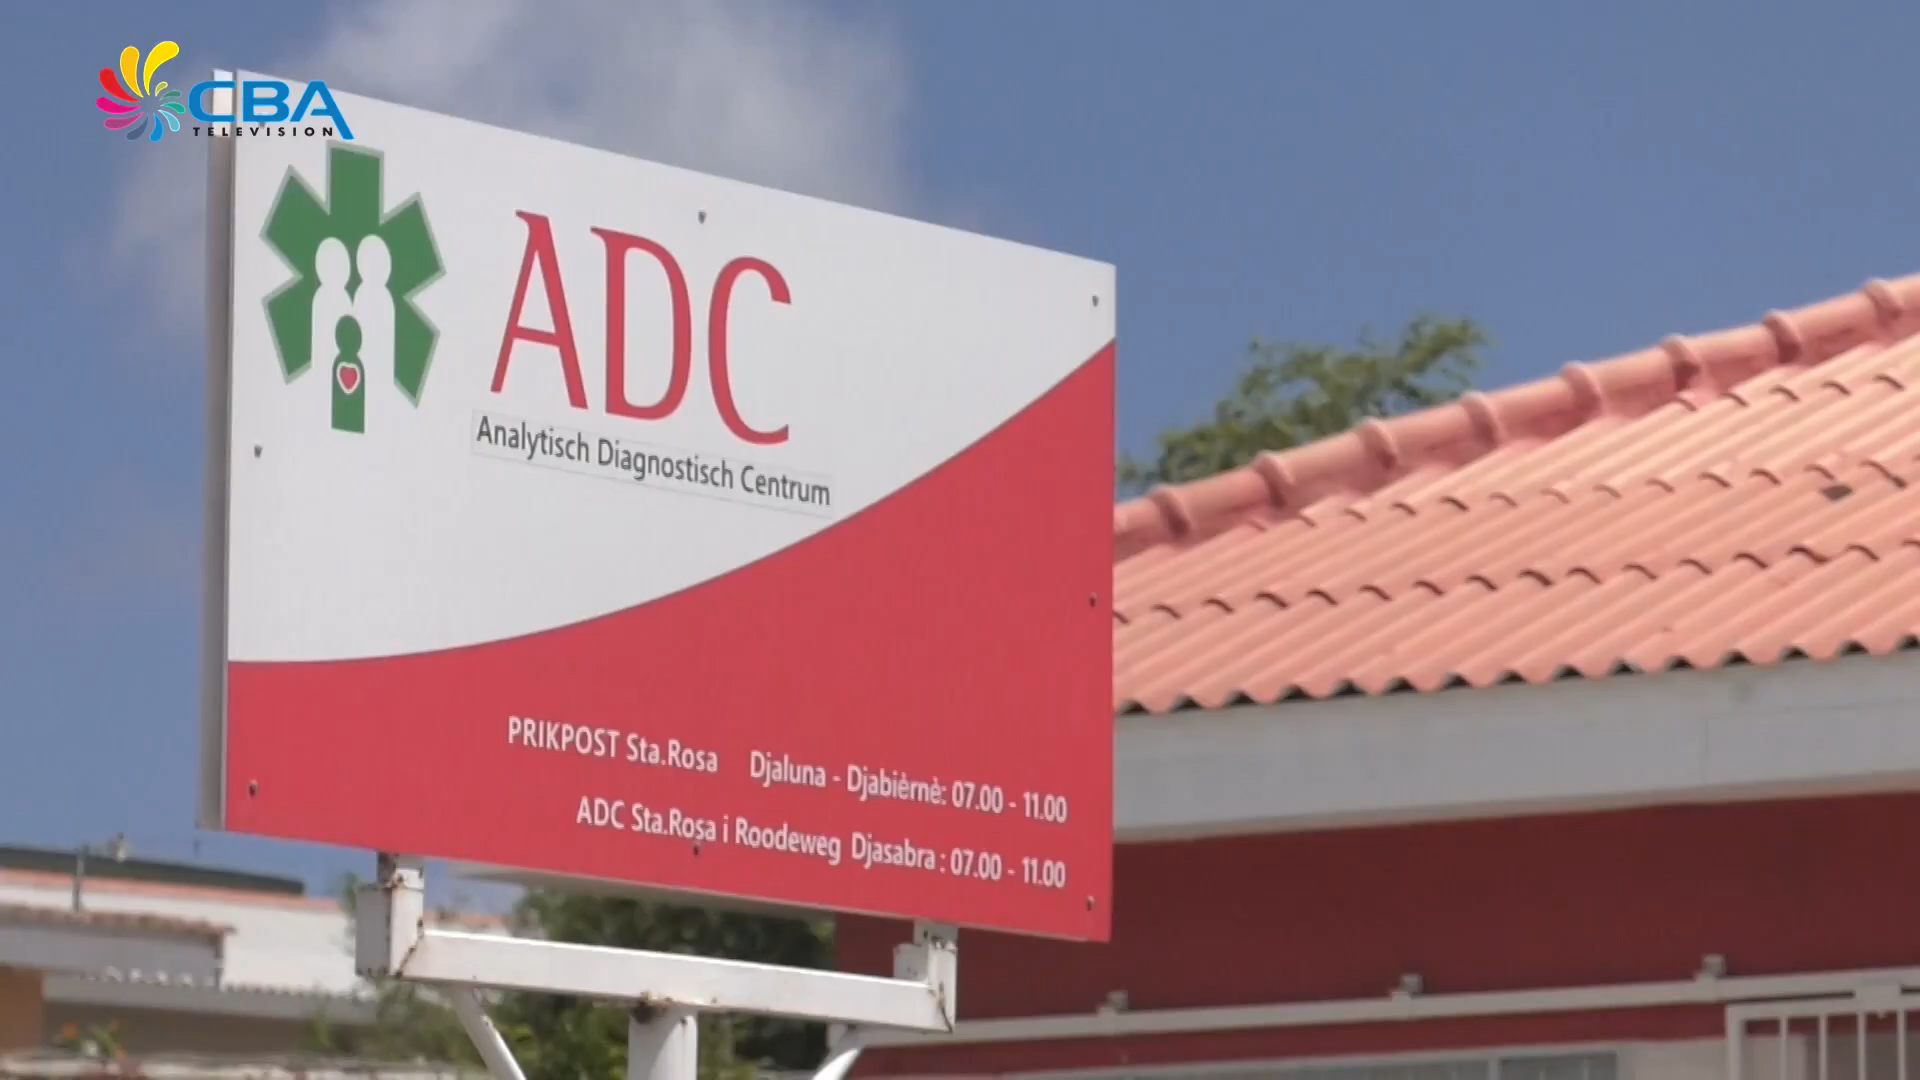 CBA
TELEVISION
ADC
Analytisch Diagnostisch Centrum
PRIKPOST Sta.Rosa Djaluna - Djabièrnè: 07.00 - 11.00
ADC Sta.Rosa i Roodeweg Djasabra : 07.00 - 11.00